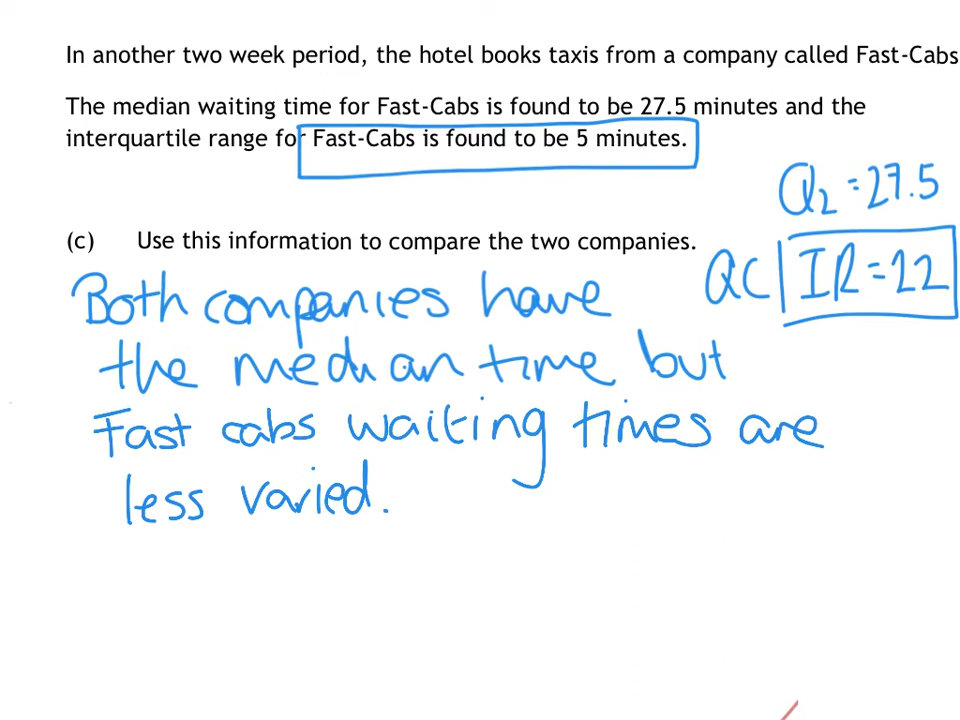 In another two week period, the hotel books taxis from a company called Fast-Cabs
The median waiting time for Fast-Cabs is found to be 27.5 minutes and the
interquartile range for Fast-Cabs is found to be 5 minutes.
Q2 = 27.5
(c) Use this information to compare the two companies.
QC IR = 22
Both companies have
the median time but
Fast cabs waiting times are
less varied.